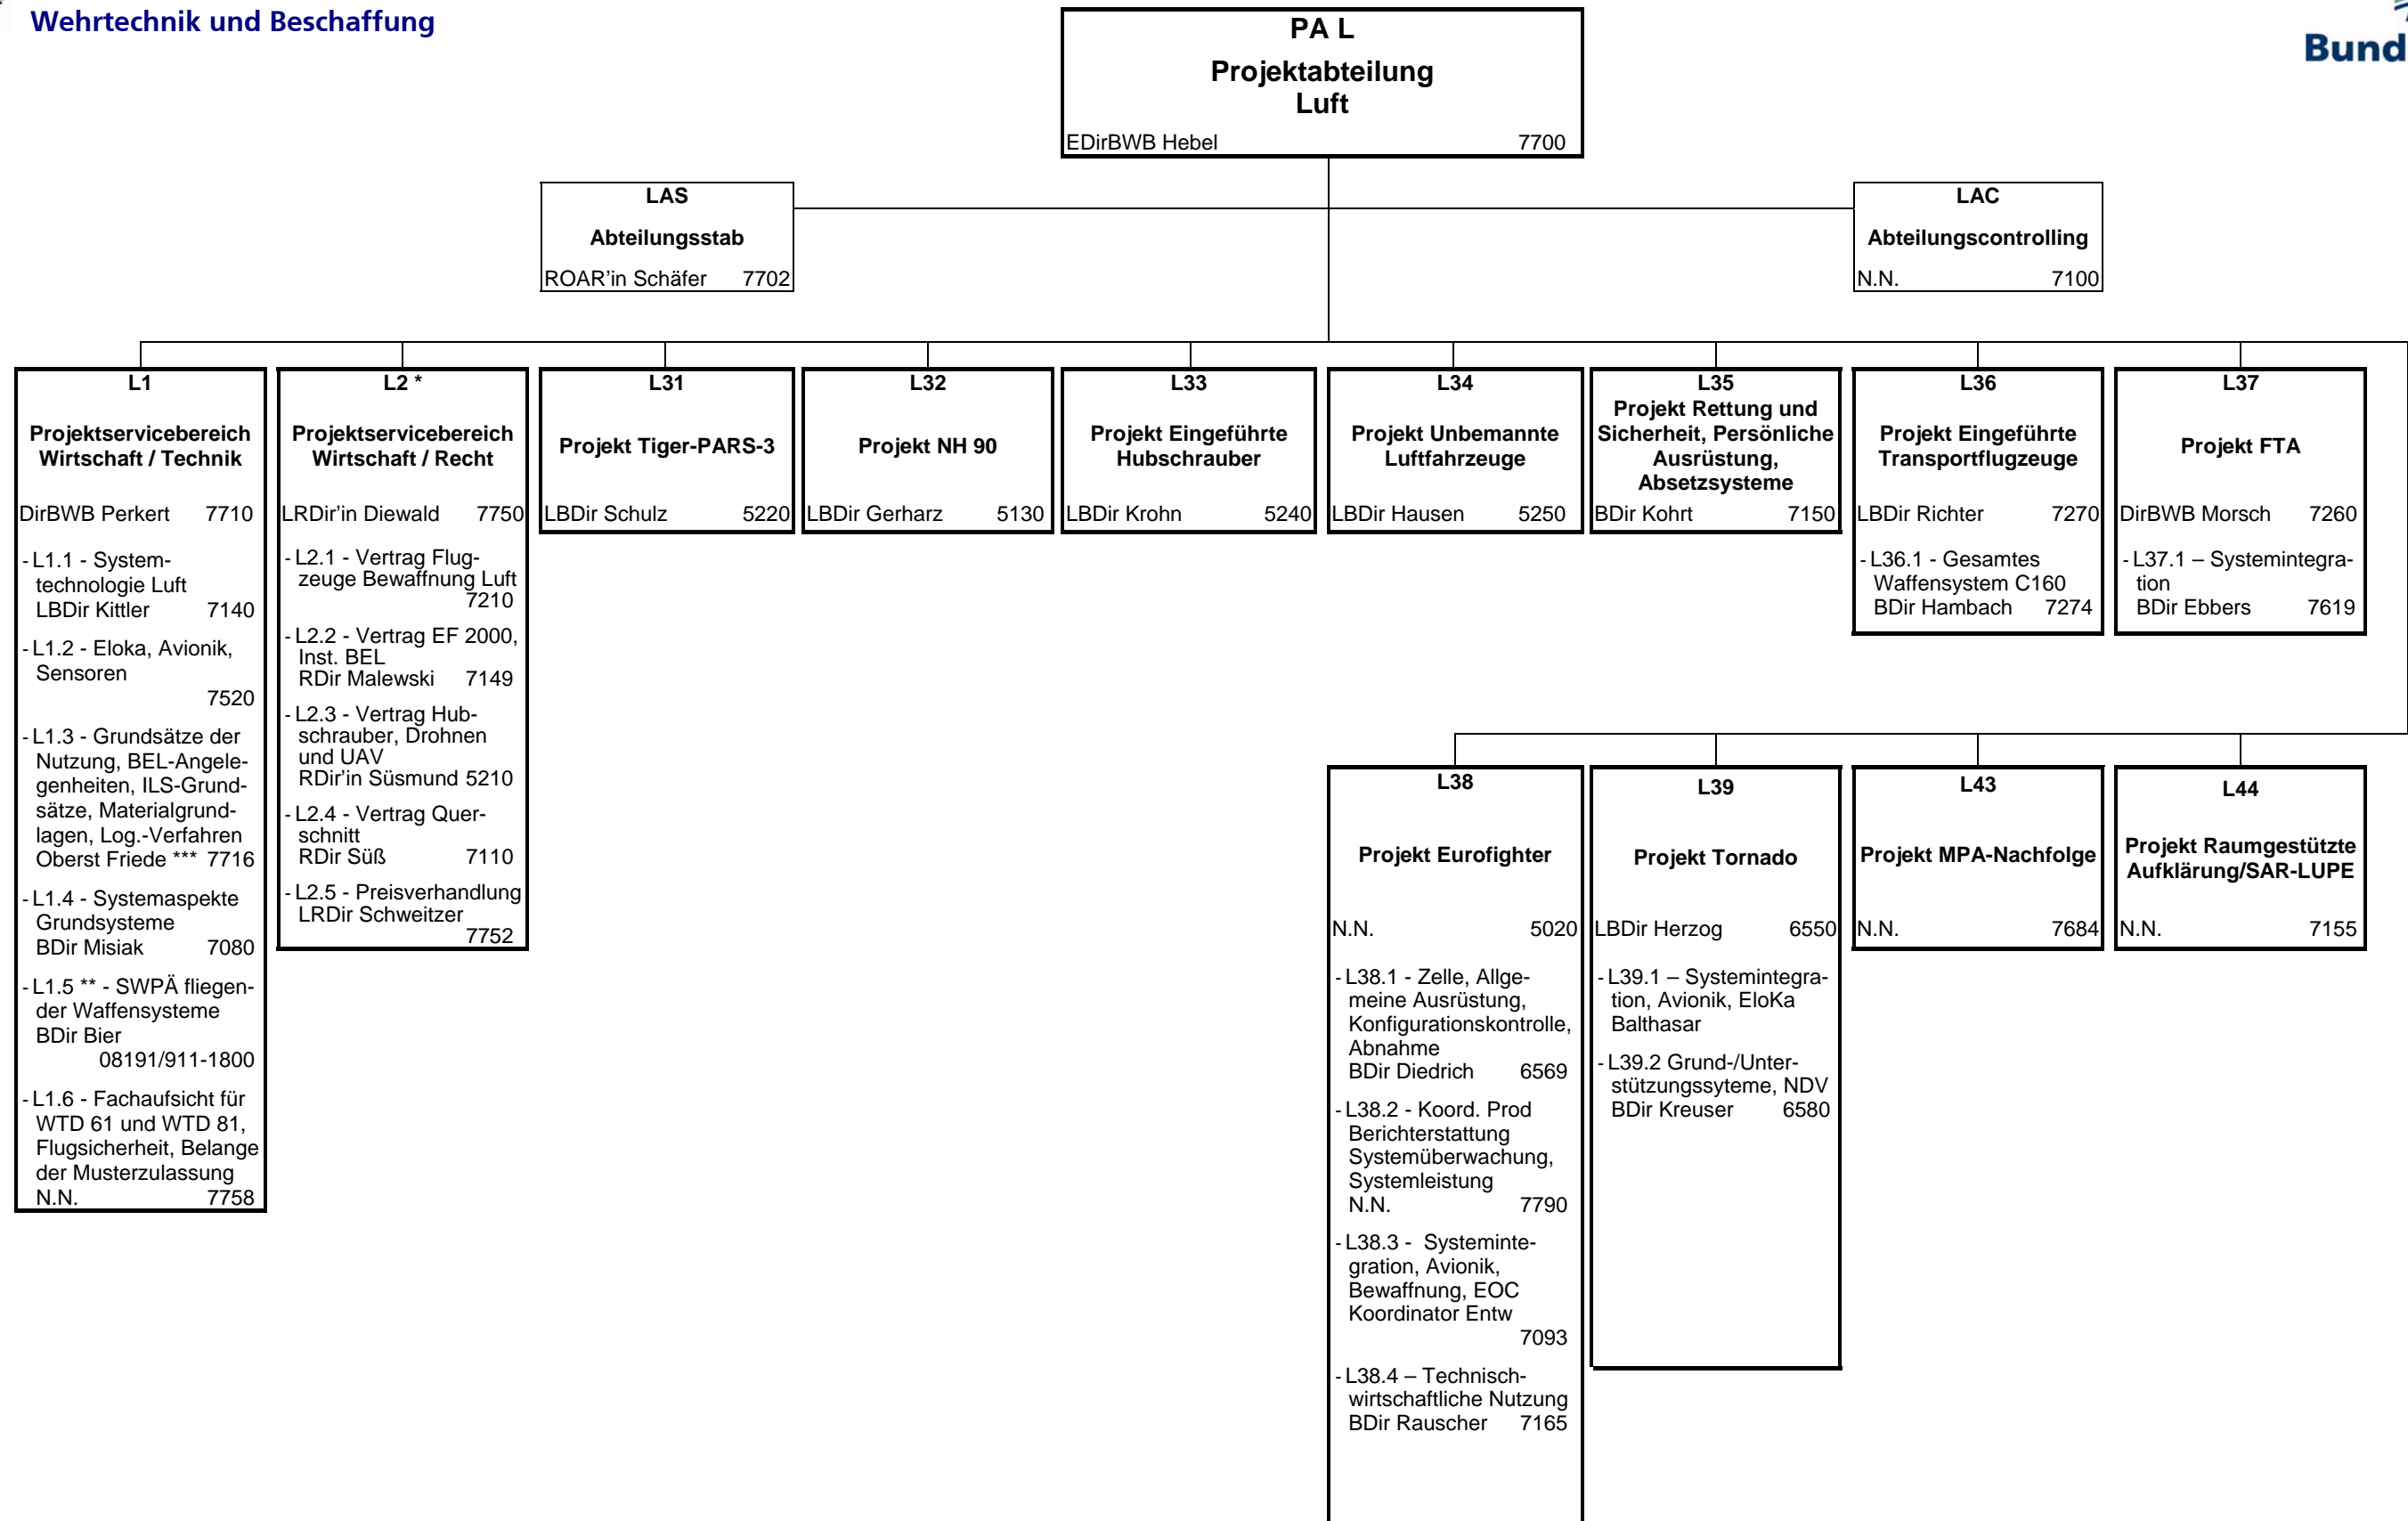 Wehrtechnik und Beschaffung
Bund
PA L
Projektabteilung
Luft
EDirBWB Hebel 7700
LAS
Abteilungsstab
ROAR'in Schäfer 7702
LAC
Abteilungscontrolling
N.N. 7100
L1
Projektservicebereich
Wirtschaft / Technik
DirBWB Perkert 7710
- L1.1 - System-
technologie Luft
LBDir Kittler 7140
- L1.2 - Eloka, Avionik,
Sensoren
7520
- L1.3 - Grundsätze der
Nutzung, BEL-Angele-
genheiten, ILS-Grund-
sätze, Materialgrund-
lagen, Log.-Verfahren
Oberst Friede *** 7716
- L1.4 - Systemaspekte
Grundsysteme
BDir Misiak 7080
- L1.5 ** - SWPÄ fliegen-
der Waffensysteme
BDir Bier
08191/911-1800
- L1.6 - Fachaufsicht für
WTD 61 und WTD 81,
Flugsicherheit, Belange
der Musterzulassung
N.N. 7758
L2 *
Projektservicebereich
Wirtschaft / Recht
LRDir'in Diewald 7750
- L2.1 - Vertrag Flug-
zeuge Bewaffnung Luft
7210
- L2.2 - Vertrag EF 2000,
Inst. BEL
RDir Malewski 7149
- L2.3 - Vertrag Hub-
schrauber, Drohnen
und UAV
RDir'in Süsmund 5210
- L2.4 - Vertrag Quer-
schnitt
RDir Süß 7110
- L2.5 - Preisverhandlung
LRDir Schweitzer
7752
L31
Projekt Tiger-PARS-3
LBDir Schulz 5220
L32
Projekt NH 90
LBDir Gerharz 5130
L33
Projekt Eingeführte
Hubschrauber
LBDir Krohn 5240
L34
Projekt Unbemannte
Luftfahrzeuge
LBDir Hausen 5250
L35
Projekt Rettung und
Sicherheit, Persönliche
Ausrüstung,
Absetzsysteme
BDir Kohrt 7150
L36
Projekt Eingeführte
Transportflugzeuge
LBDir Richter 7270
- L36.1 - Gesamtes
Waffensystem C160
BDir Hambach 7274
L37
Projekt FTA
DirBWB Morsch 7260
- L37.1 – Systemintegra-
tion
BDir Ebbers 7619
L38
Projekt Eurofighter
N.N. 5020
- L38.1 - Zelle, Allge-
meine Ausrüstung,
Konfigurationskontrolle,
Abnahme
BDir Diedrich 6569
- L38.2 - Koord. Prod
Berichterstattung
Systemüberwachung,
Systemleistung
N.N. 7790
- L38.3 - Systeminte-
gration, Avionik,
Bewaffnung, EOC
Koordinator Entw
7093
- L38.4 – Technisch-
wirtschaftliche Nutzung
BDir Rauscher 7165
L39
Projekt Tornado
LBDir Herzog 6550
- L39.1 – Systemintegra-
tion, Avionik, EloKa
Balthasar
- L39.2 Grund-/Unter-
stützungssyteme, NDV
BDir Kreuser 6580
L43
Projekt MPA-Nachfolge
N.N. 7684
L44
Projekt Raumgestützte
Aufklärung/SAR-LUPE
N.N. 7155